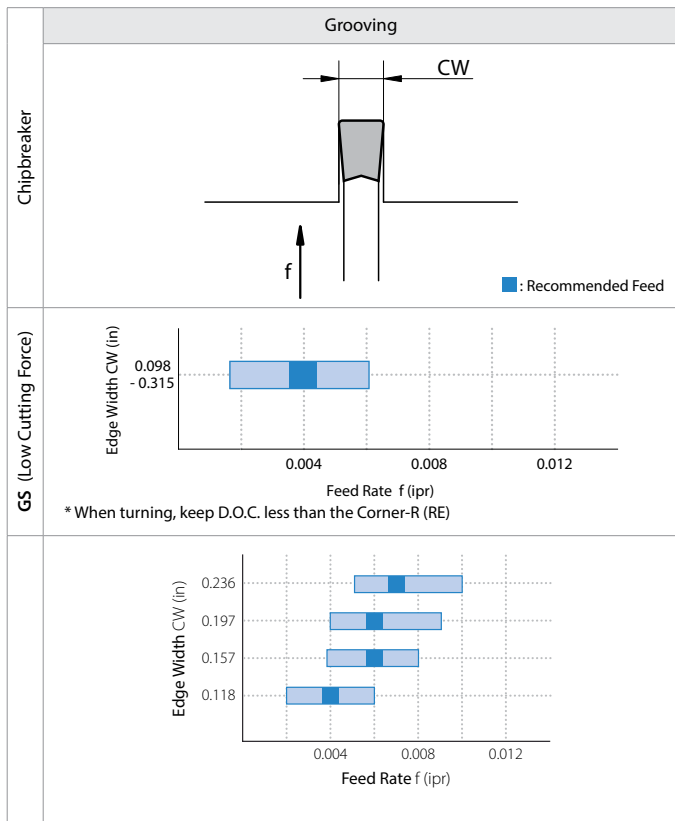 Grooving
Chipbreaker
CW
f
: Recommended Feed
GS (Low Cutting Force)
Edge Width CW (in)
0.098
- 0.315
0.004
0.008
0.012
Feed Rate f (ipr)
* When turning, keep D.O.C. less than the Corner-R (RE)
Edge Width CW (in)
0.236
0.197
0.157
0.118
0.004
0.008
0.012
Feed Rate f (ipr)